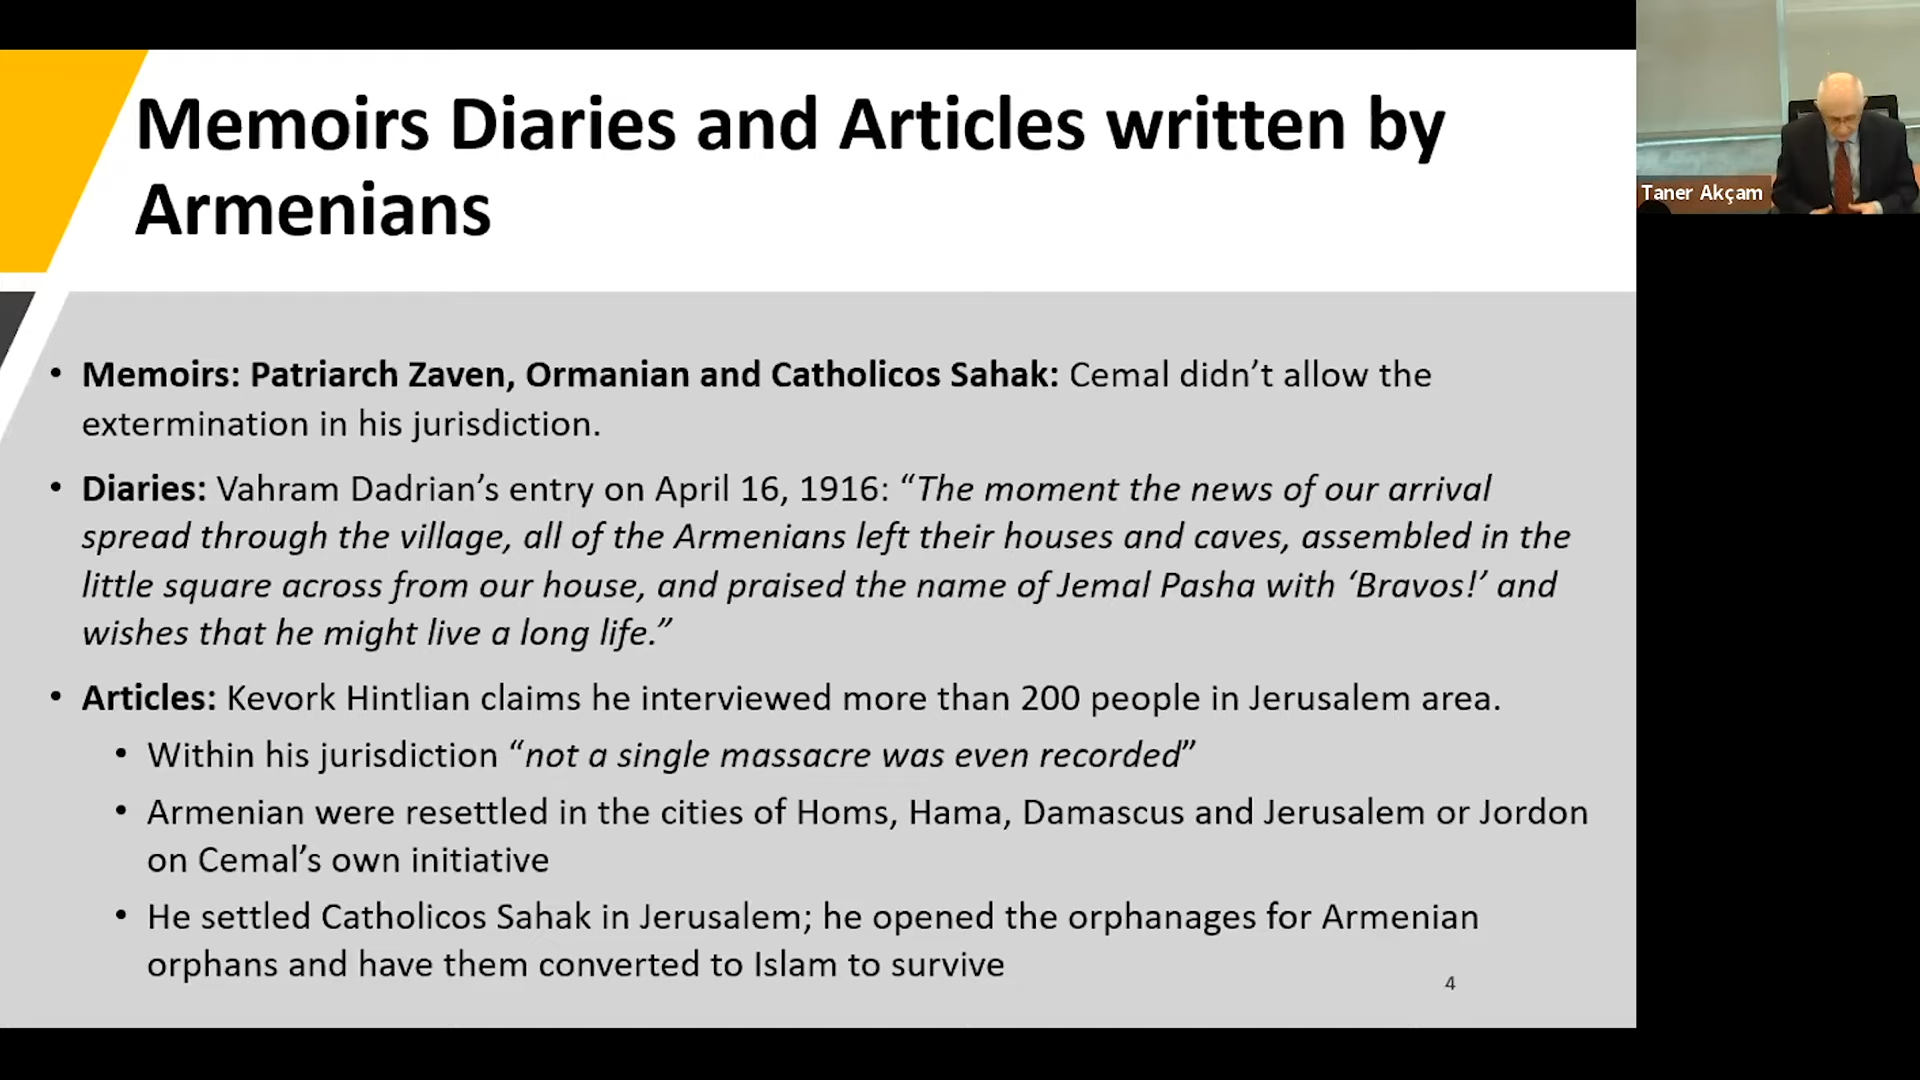 Memoirs Diaries and Articles written by
Armenians
• Memoirs: Patriarch Zaven, Ormanian and Catholicos Sahak: Cemal didn’t allow the
extermination in his jurisdiction.
• Diaries: Vahram Dadrian’s entry on April 16, 1916: “The moment the news of our arrival
spread through the village, all of the Armenians left their houses and caves, assembled in the
little square across from our house, and praised the name of Jemal Pasha with ‘Bravos!’ and
wishes that he might live a long life.”
• Articles: Kevork Hintlian claims he interviewed more than 200 people in Jerusalem area.
• Within his jurisdiction “not a single massacre was even recorded”
• Armenian were resettled in the cities of Homs, Hama, Damascus and Jerusalem or Jordon
on Cemal’s own initiative
• He settled Catholicos Sahak in Jerusalem; he opened the orphanages for Armenian
orphans and have them converted to Islam to survive
4
Taner Akçam